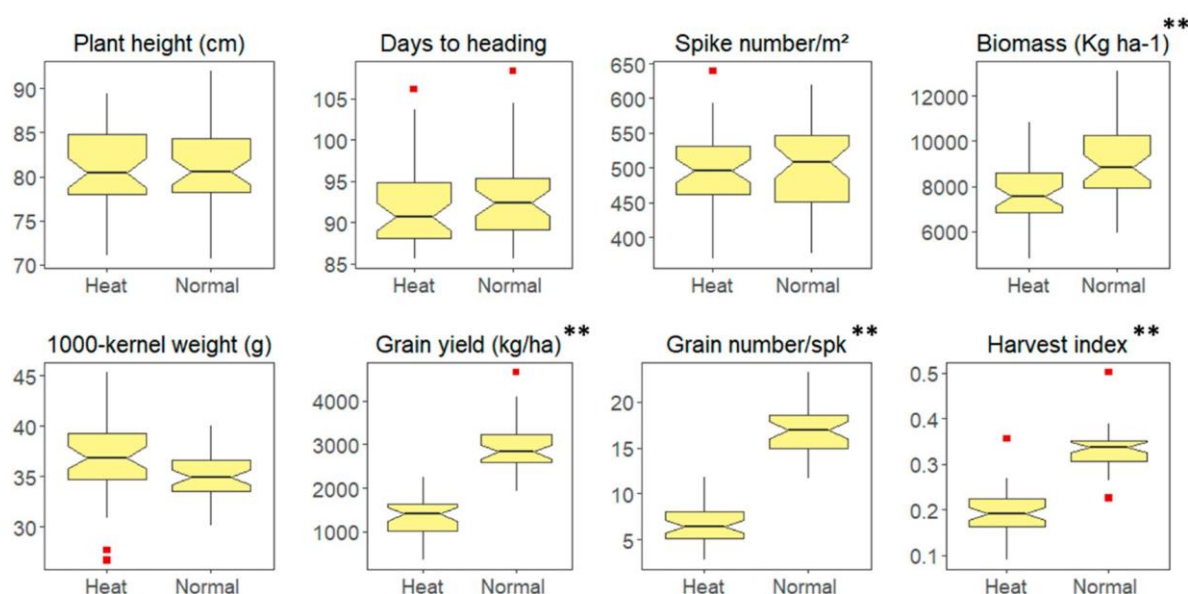 Plant height (cm)
90
85
80
75
70
Heat Normal
Days to heading
105
100
95
90
85
Heat Normal
Spike number/m²
650
600
550
500
450
400
Heat Normal
Biomass (Kg ha-1) **
12000
10000
8000
6000
Heat Normal
1000-kernel weight (g)
45
40
35
30
Heat Normal
Grain yield (kg/ha) **
4000
3000
2000
1000
Heat Normal
Grain number/spk **
20
15
10
5
Heat Normal
Harvest index **
0.5
0.4
0.3
0.2
0.1
Heat Normal